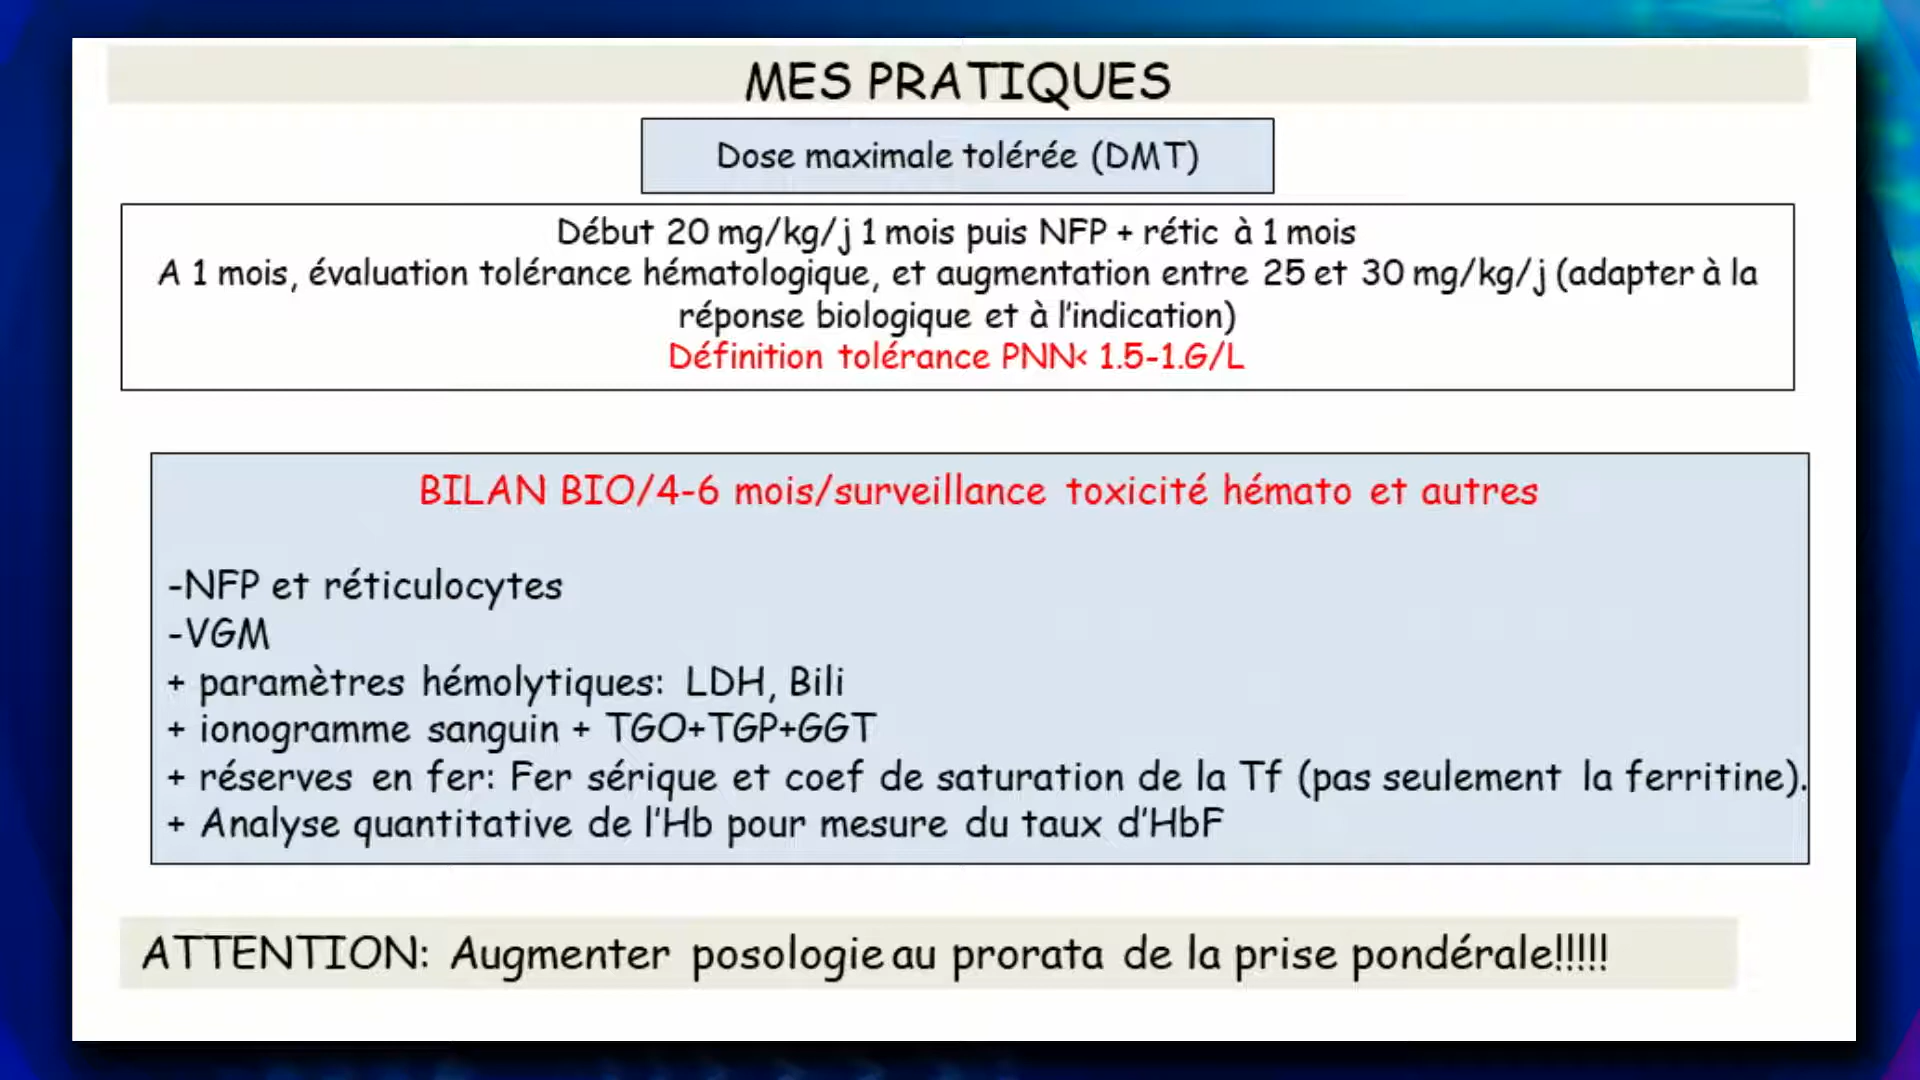 MES PRATIQUES
Dose maximale tolérée (DMT)
Début 20 mg/kg/j 1 mois puis NFP + rétic à 1 mois
A 1 mois, évaluation tolérance hématologique, et augmentation entre 25 et 30 mg/kg/j (adapter à la
réponse biologique et à l'indication)
Définition tolérance PNN< 1.5-1.G/L
BILAN BIO/4-6 mois/surveillance toxicité hémato et autres
-NFP et réticulocytes
-VGM
+ paramètres hémolytiques: LDH, Bili
+ ionogramme sanguin + TGO+TGP+GGT
+ réserves en fer: Fer sérique et coef de saturation de la Tf (pas seulement la ferritine).
+ Analyse quantitative de l'Hb pour mesure du taux d'HbF
ATTENTION: Augmenter posologie au prorata de la prise pondérale!!!!!